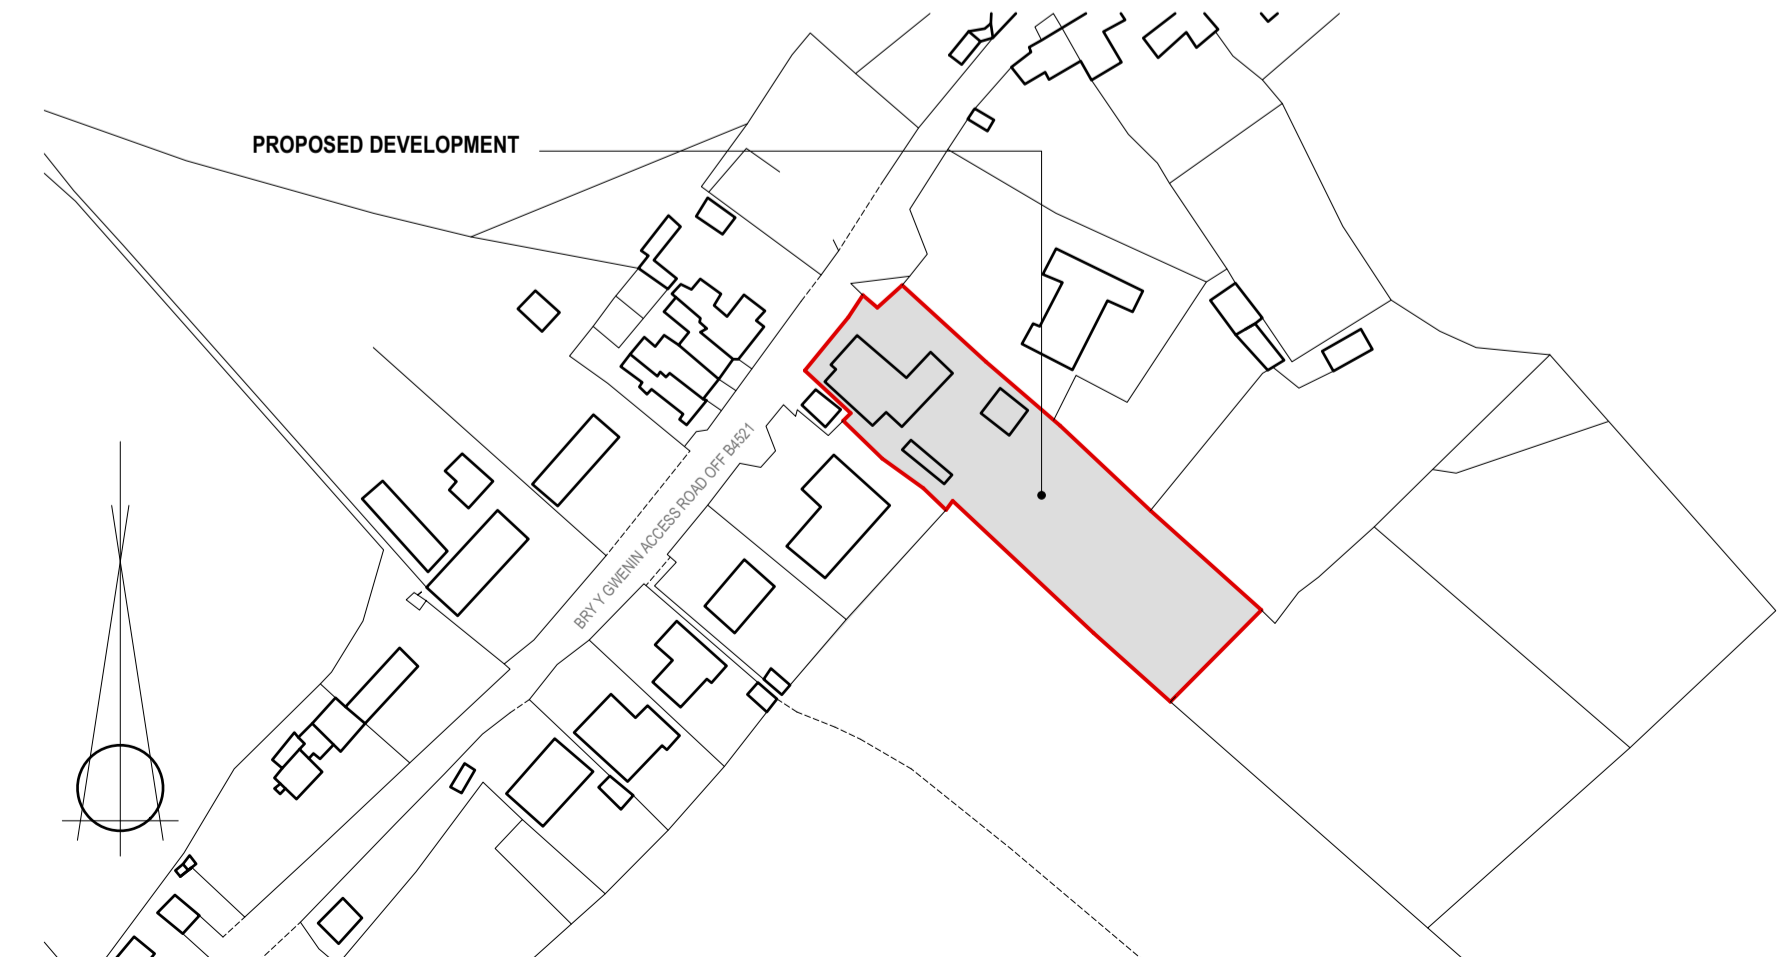 PROPOSED DEVELOPMENT
BRY Y GWENIN ACCESS ROAD OFF B4521